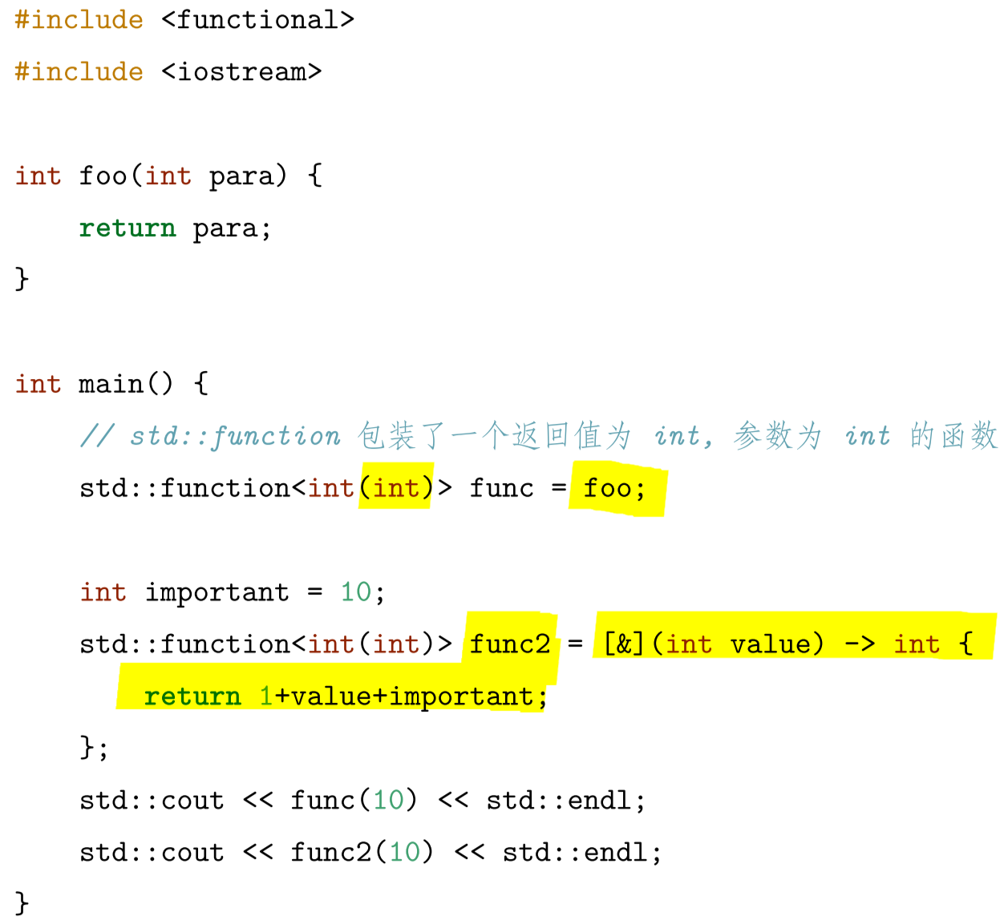 #include <functional>
#include <iostream>
int foo(int para) {
    return para;
}
int main() {
    // std::function 包装了一个返回值为 int, 参数为 int 的函数
    std::function<int(int)> func = foo;
    int important = 10;
    std::function<int(int)> func2 = [&](int value) -> int {
        return 1+value+important;
    };
    std::cout << func(10) << std::endl;
    std::cout << func2(10) << std::endl;
}